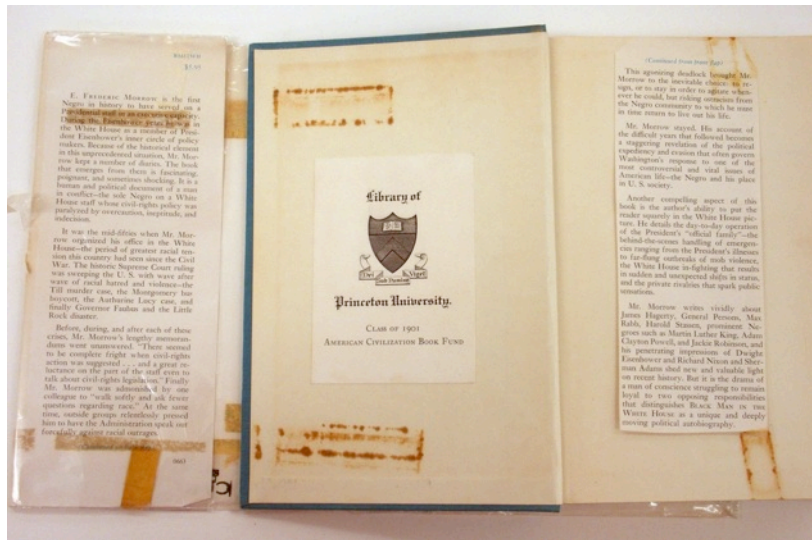 $3.95
E. Frederic Morrow is the first
Negro in history to have served on a
Presidential staff in an executive capacity.
During the Eisenhower years he was in
the White House as a member of Presi-
dent Eisenhower's inner circle of policy
makers. Because of the historical element
in this unprecedented situation, Mr. Mor-
row kept a number of diaries. The book
that emerges from them is fascinating,
poignant, and sometimes shocking. It is a
human and political document of a man
in conflict—the sole Negro on a White
House staff whose civil-rights policy was
paralyzed by overcaution, ineptitude, and
indecision.
It was the mid-fifties when Mr. Mor-
row organized his office in the White
House—the period of greatest racial ten-
sion this country had seen since the Civil
War. The historic Supreme Court ruling
was sweeping the U. S. with wave after
wave of racial hatred and violence—the
Till murder case, the Montgomery bus
boycott, the Autherine Lucy case, and
finally Governor Faubus and the Little
Rock disaster.
Before, during, and after each of these
crises, Mr. Morrow's lengthy memoran-
dums went unanswered. "There seemed
to be complete fright when civil-rights
action was suggested . . . and a great re-
luctance on the part of the staff even to
talk about civil-rights legislation." Finally
Mr. Morrow was admonished by one
colleague to "walk softly and ask fewer
questions regarding race." At the same
time, outside groups relentlessly pressed
him to have the Administration speak out
forcefully against racial outrages.
Library of
Dei
Sub Numine
Viget
Princeton University.
Class of 1901
American Civilization Book Fund
(Continued from front flap)
This agonizing deadlock brought Mr.
Morrow to the inevitable choice: to re-
sign, or to stay in order to agitate when-
ever he could, but risking ostracism from
the Negro community to which he must
in time return to live out his life.
Mr. Morrow stayed. His account of
the difficult years that followed becomes
a staggering revelation of the political
expediency and evasion that often govern
Washington's response to one of the
most controversial and vital issues of
American life—the Negro and his place
in U. S. society.
Another compelling aspect of this
book is the author's ability to put the
reader squarely in the White House pic-
ture. He details the day-to-day operation
of the President's "official family"—the
behind-the-scenes handling of emergen-
cies ranging from the President's illnesses
to far-flung outbreaks of mob violence,
the White House in-fighting that results
in sudden and unexpected shifts in status,
and the private rivalries that spark public
sensations.
Mr. Morrow writes vividly about
James Hagerty, General Persons, Max
Rabb, Harold Stassen, prominent Ne-
groes such as Martin Luther King, Adam
Clayton Powell, and Jackie Robinson, and
his penetrating impressions of Dwight
Eisenhower and Richard Nixon and Sher-
man Adams shed new and valuable light
on recent history. But it is the drama of
a man of conscience struggling to remain
loyal to two opposing responsibilities
that distinguishes Black Man in the
White House as a unique and deeply
moving political autobiography.